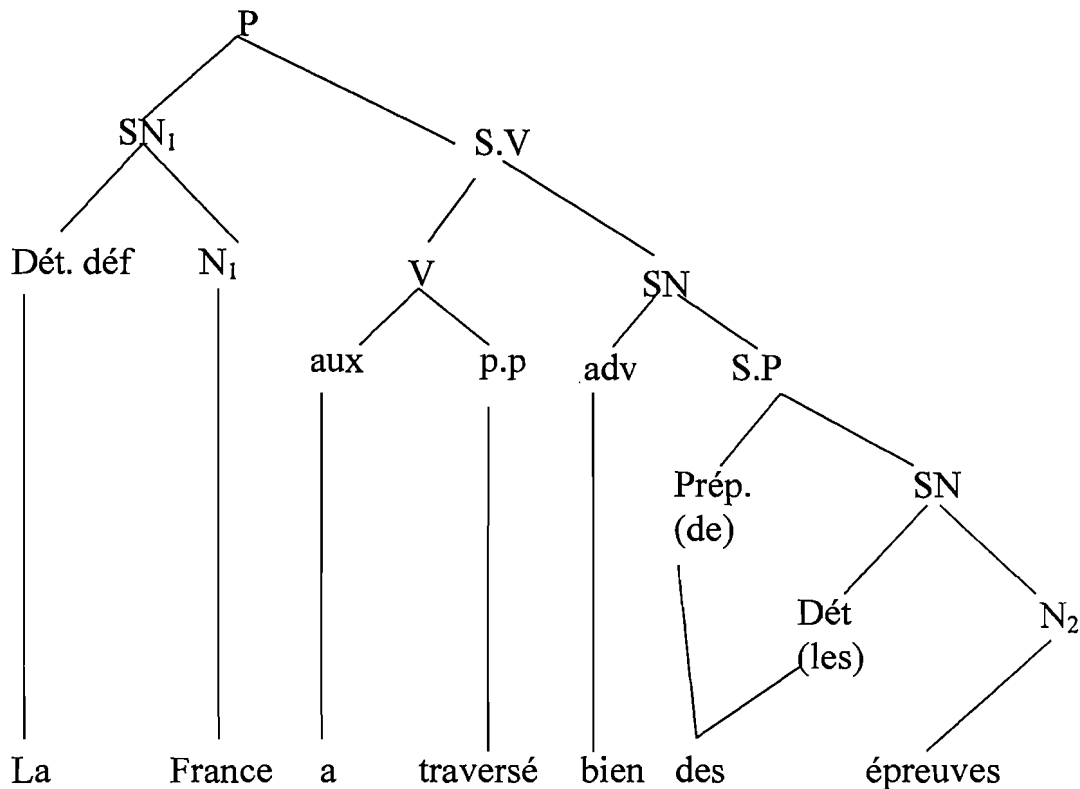 P
SN₁ S.V
Dét. déf N₁ V SN
aux p.p adv S.P
Prép. SN
(de)
Dét N₂
(les)
La France a traversé bien des épreuves